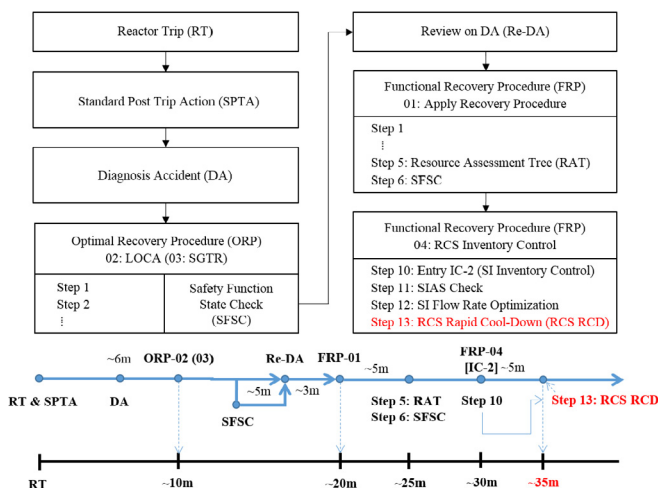 Reactor Trip (RT)
Standard Post Trip Action (SPTA)
Diagnosis Accident (DA)
Optimal Recovery Procedure (ORP)
02: LOCA (03: SGTR)
Step 1
Step 2
⋮
Safety Function
State Check
(SFSC)
Review on DA (Re-DA)
Functional Recovery Procedure (FRP)
01: Apply Recovery Procedure
Step 1
⋮
Step 5: Resource Assessment Tree (RAT)
Step 6: SFSC
Functional Recovery Procedure (FRP)
04: RCS Inventory Control
Step 10: Entry IC-2 (SI Inventory Control)
Step 11: SIAS Check
Step 12: SI Flow Rate Optimization
Step 13: RCS Rapid Cool-Down (RCS RCD)
~6m
ORP-02 (03)
Re-DA
FRP-01
~5m
FRP-04
[IC-2]
~5m
~5m
~3m
RT & SPTA
DA
SFSC
Step 5: RAT
Step 6: SFSC
Step 10
Step 13: RCS RCD
RT
~10m
~20m
~25m
~30m
~35m